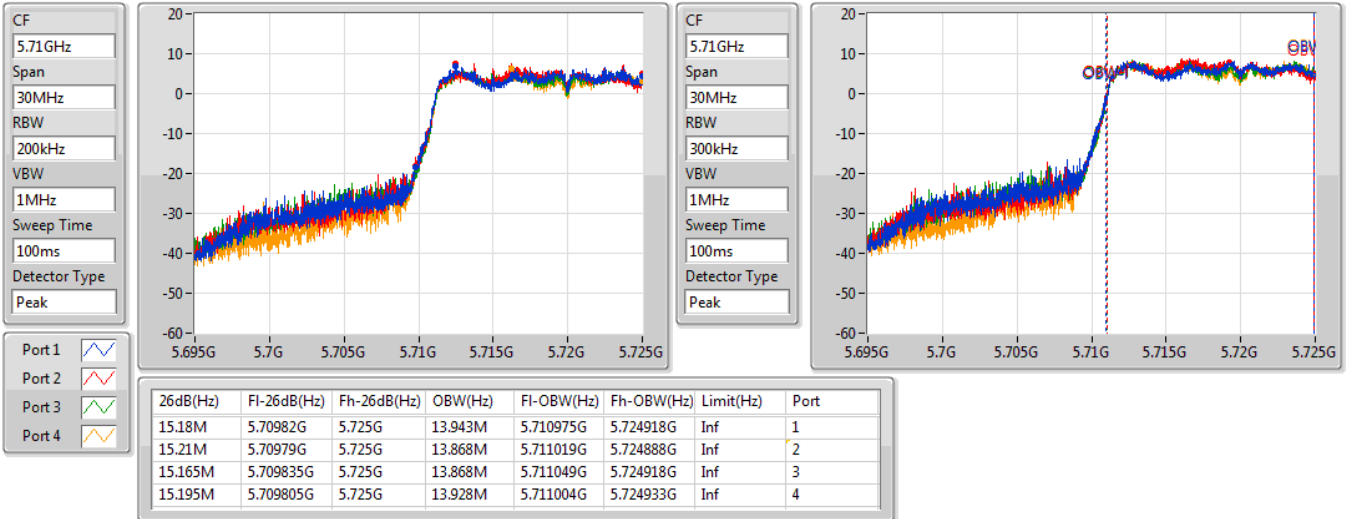 CF
5.71GHz
Span
30MHz
RBW
200kHz
VBW
1MHz
Sweep Time
100ms
Detector Type
Peak
20
10
0
-10
-20
-30
-40
-50
-60
5.695G 5.7G 5.705G 5.71G 5.715G 5.72G 5.725G
CF
5.71GHz
Span
30MHz
RBW
300kHz
VBW
1MHz
Sweep Time
100ms
Detector Type
Peak
20
10
0
-10
-20
-30
-40
-50
-60
5.695G 5.7G 5.705G 5.71G 5.715G 5.72G 5.725G
Port 1
Port 2
Port 3
Port 4
26dB(Hz) Fl-26dB(Hz) Fh-26dB(Hz) OBW(Hz) Fl-OBW(Hz) Fh-OBW(Hz) Limit(Hz) Port
15.18M 5.70982G 5.725G 13.943M 5.710975G 5.724918G Inf 1
15.21M 5.70979G 5.725G 13.868M 5.711019G 5.724888G Inf 2
15.165M 5.709835G 5.725G 13.868M 5.711049G 5.724918G Inf 3
15.195M 5.709805G 5.725G 13.928M 5.711004G 5.724933G Inf 4